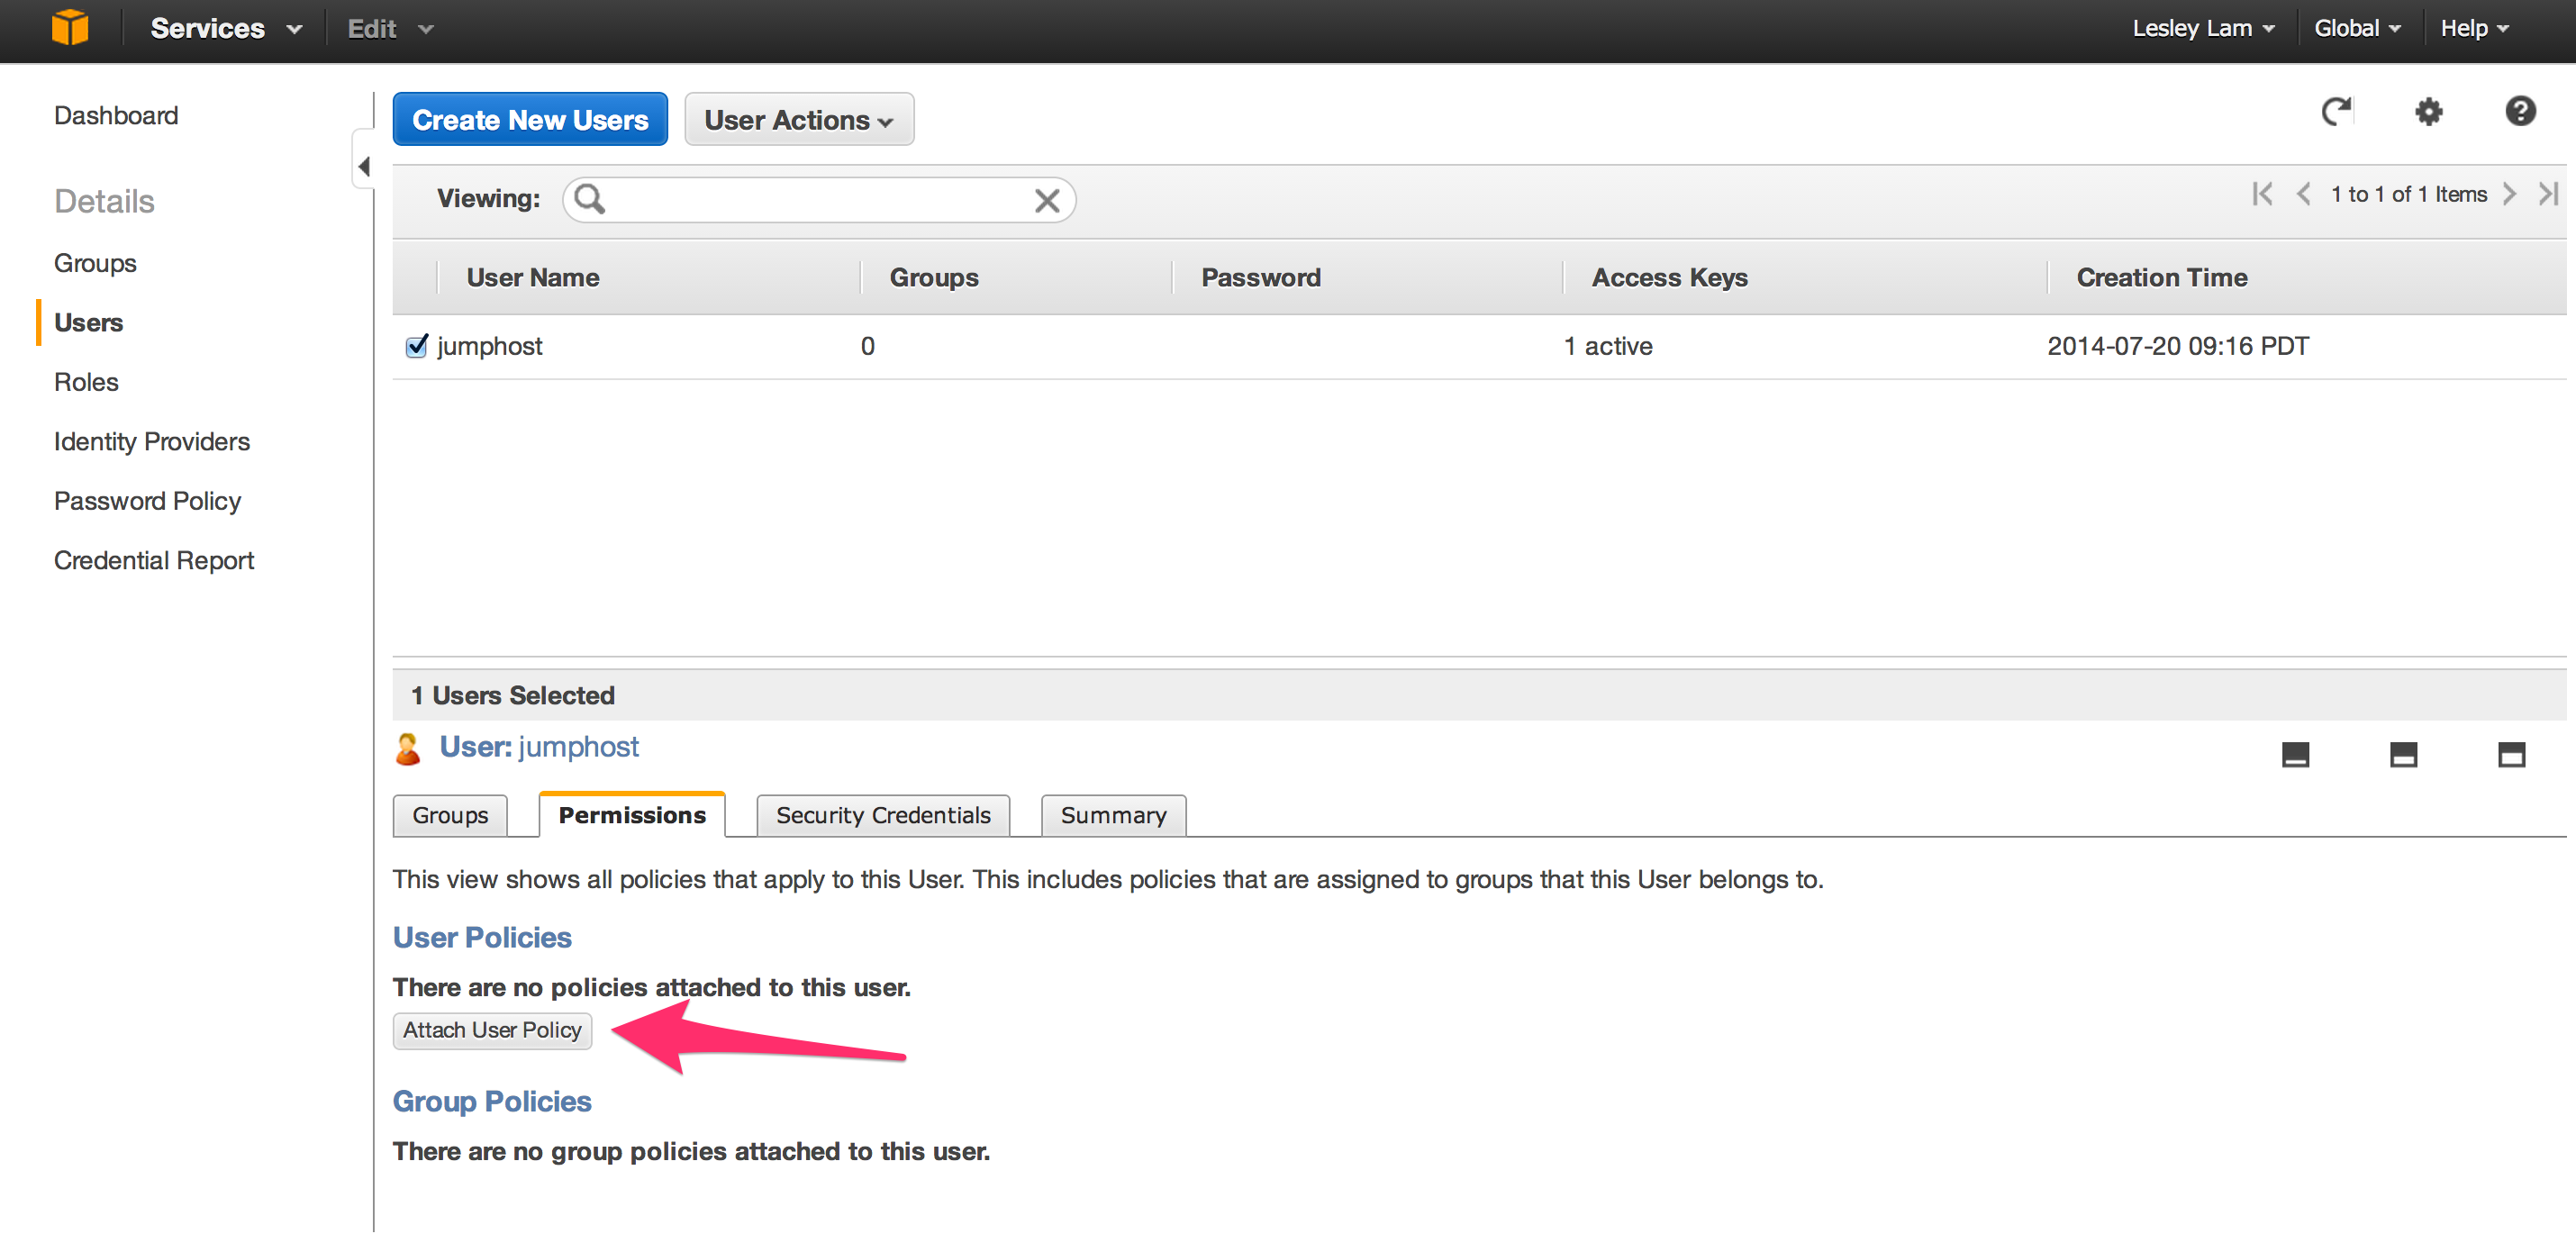 Services Edit Lesley Lam Global Help
Dashboard
Create New Users User Actions
Details
Viewing: 1 to 1 of 1 Items
Groups
User Name Groups Password Access Keys Creation Time
Users
jumphost 0 1 active 2014-07-20 09:16 PDT
Roles
Identity Providers
Password Policy
Credential Report
1 Users Selected
User: jumphost
Groups Permissions Security Credentials Summary
This view shows all policies that apply to this User. This includes policies that are assigned to groups that this User belongs to.
User Policies
There are no policies attached to this user.
Attach User Policy
Group Policies
There are no group policies attached to this user.